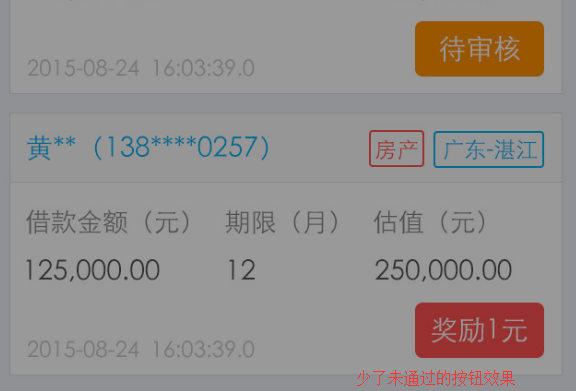 待审核
2015-08-24 16:03:39.0
黄**（138****0257）
房产
广东-湛江
借款金额（元） 期限（月） 估值（元）
125,000.00 12 250,000.00
奖励1元
2015-08-24 16:03:39.0
少了未通过的按钮效果